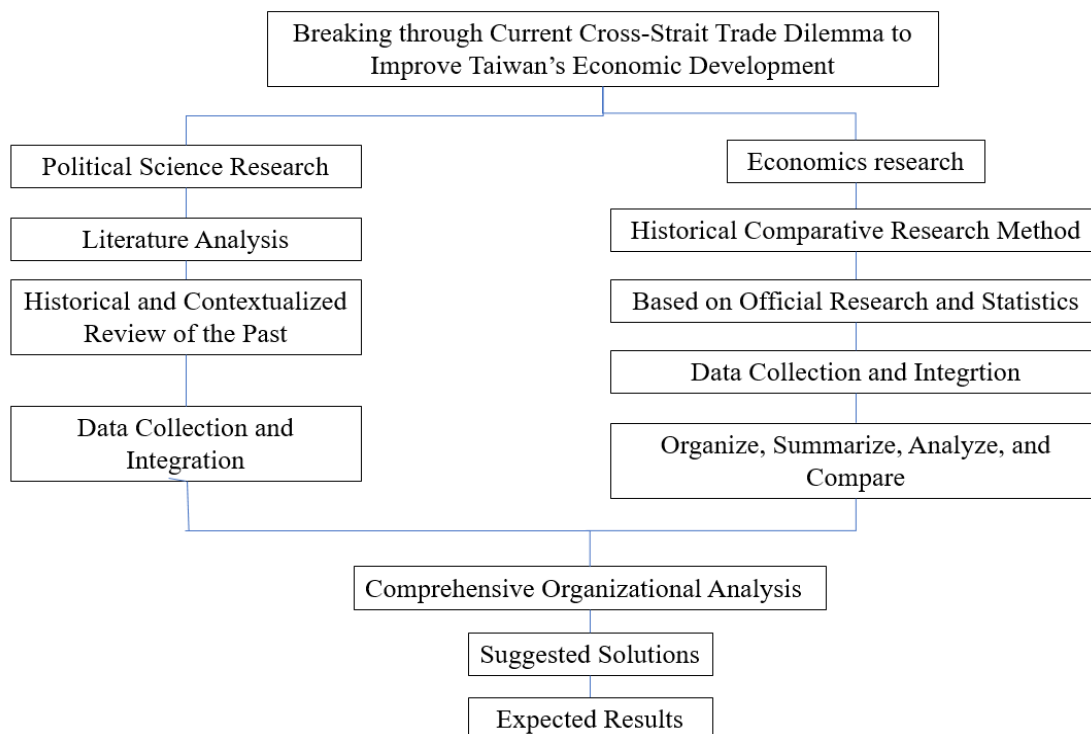 Breaking through Current Cross-Strait Trade Dilemma to
Improve Taiwan’s Economic Development
Political Science Research
Literature Analysis
Historical and Contextualized
Review of the Past
Data Collection and
Integration
Economics research
Historical Comparative Research Method
Based on Official Research and Statistics
Data Collection and Integrtion
Organize, Summarize, Analyze, and
Compare
Comprehensive Organizational Analysis
Suggested Solutions
Expected Results